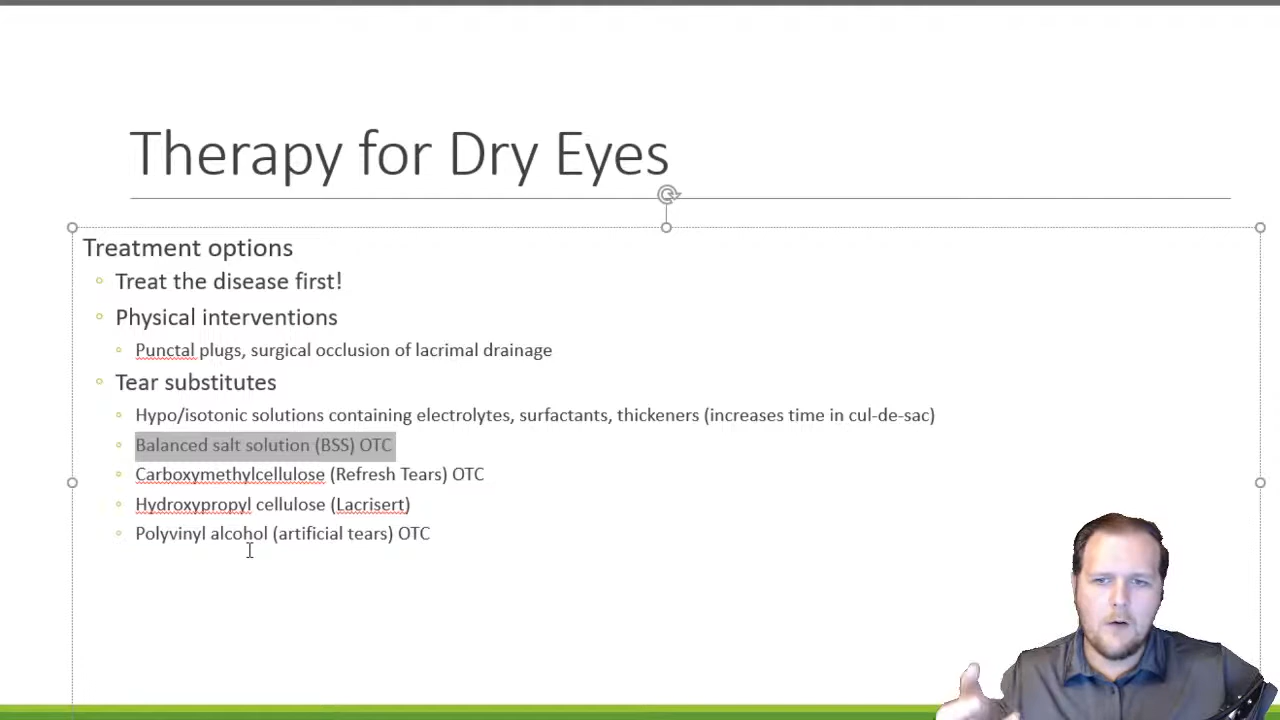 Therapy for Dry Eyes
Treatment options
Treat the disease first!
Physical interventions
Punctal plugs, surgical occlusion of lacrimal drainage
Tear substitutes
Hypo/isotonic solutions containing electrolytes, surfactants, thickeners (increases time in cul-de-sac)
Balanced salt solution (BSS) OTC
Carboxymethylcellulose (Refresh Tears) OTC
Hydroxypropyl cellulose (Lacrisert)
Polyvinyl alcohol (artificial tears) OTC